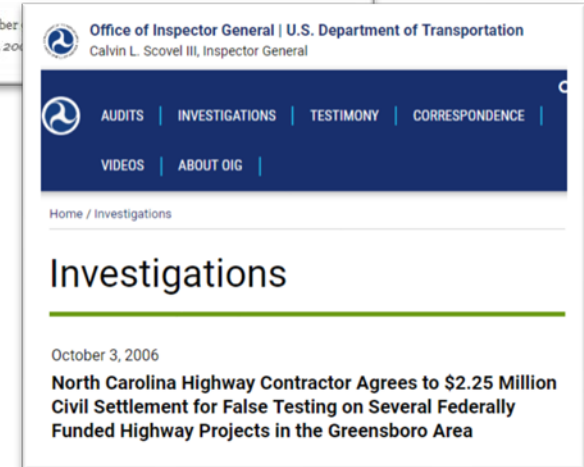 Office of Inspector General | U.S. Department of Transportation
Calvin L. Scovel III, Inspector General
AUDITS | INVESTIGATIONS | TESTIMONY | CORRESPONDENCE |
VIDEOS | ABOUT OIG |
Home / Investigations
Investigations
October 3, 2006
North Carolina Highway Contractor Agrees to $2.25 Million
Civil Settlement for False Testing on Several Federally
Funded Highway Projects in the Greensboro Area